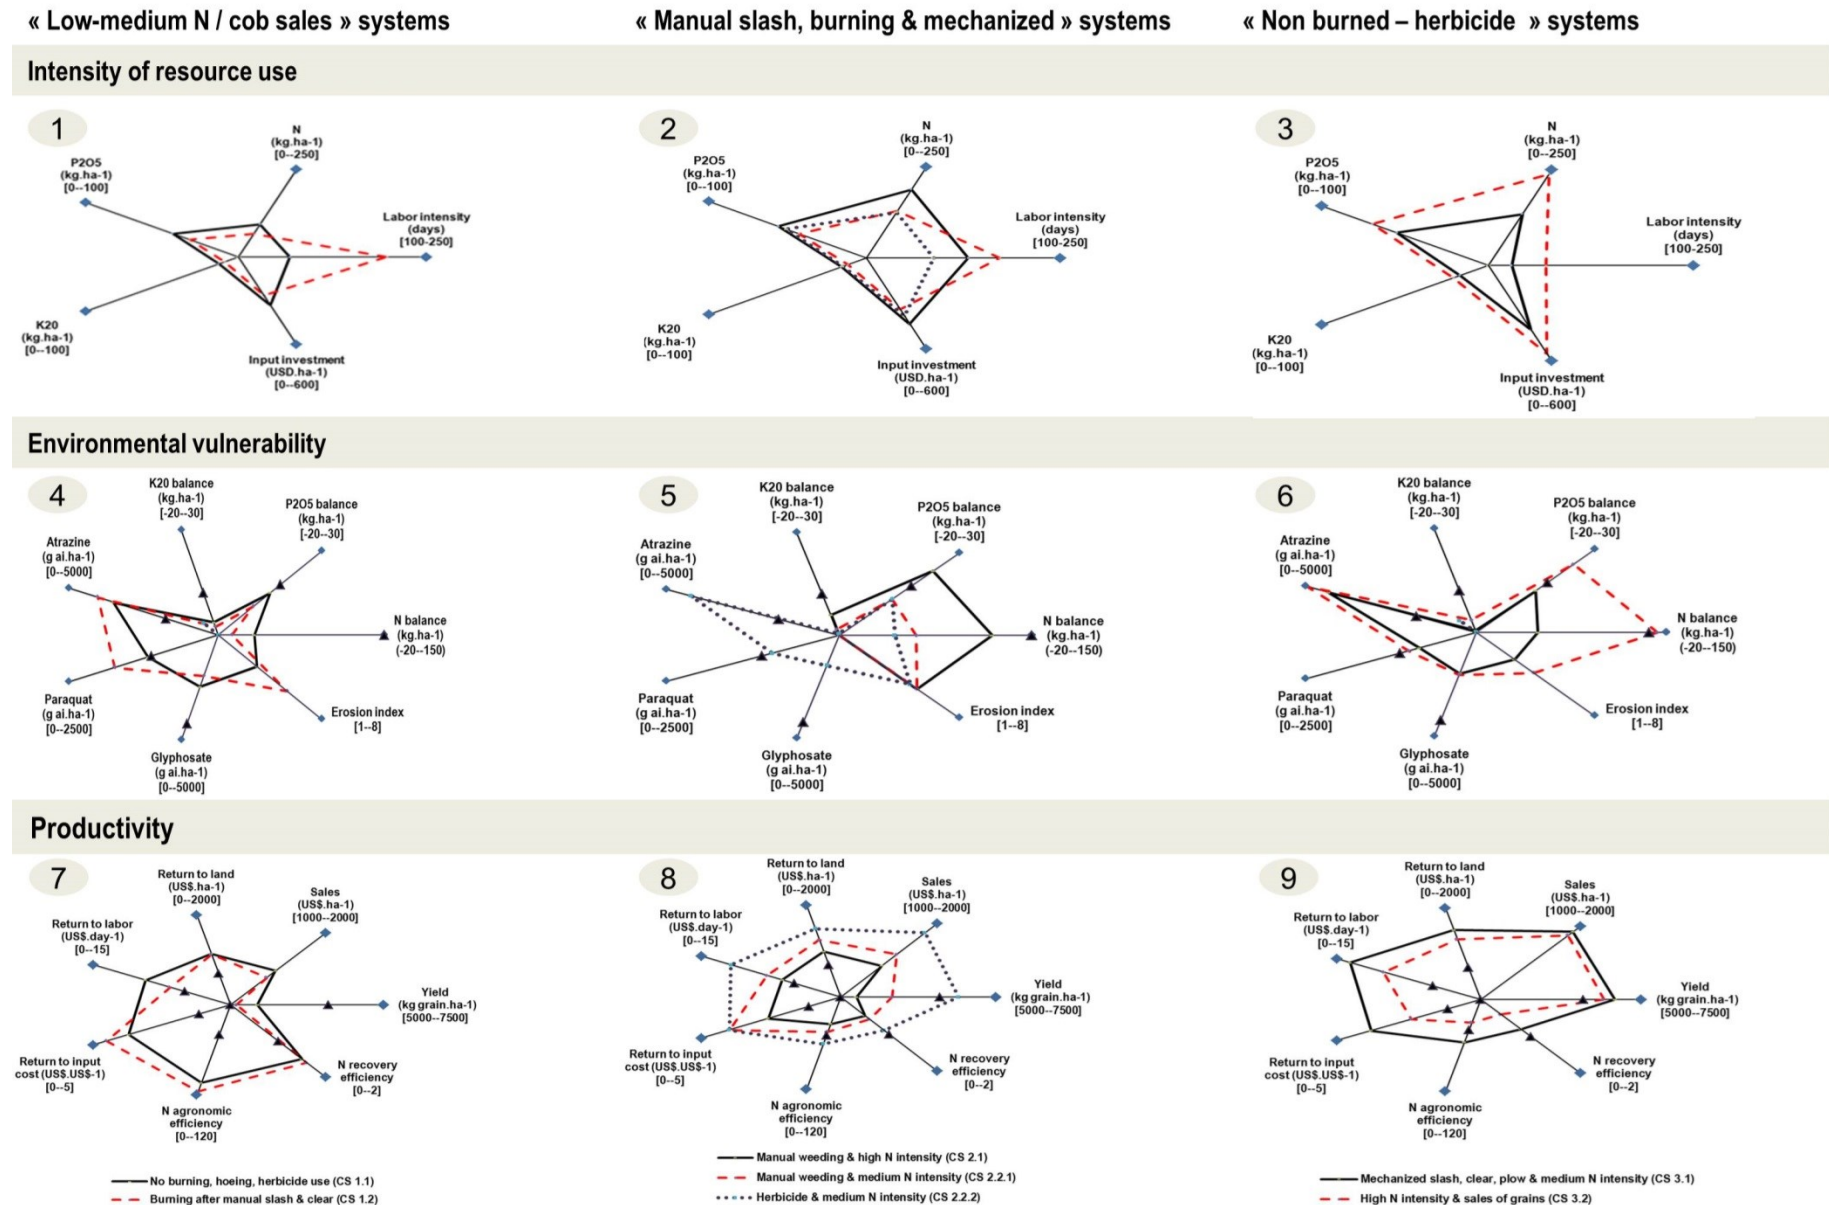 « Low-medium N / cob sales » systems
« Manual slash, burning & mechanized » systems
« Non burned – herbicide » systems
Intensity of resource use
1
N
(kg.ha-1)
[0--250]
P2O5
(kg.ha-1)
[0--100]
Labor intensity
(days)
[100-250]
K20
(kg.ha-1)
[0--100]
Input investment
(USD.ha-1)
[0--600]
2
N
(kg.ha-1)
[0--250]
P2O5
(kg.ha-1)
[0--100]
Labor intensity
(days)
[100-250]
K20
(kg.ha-1)
[0--100]
Input investment
(USD.ha-1)
[0--600]
3
N
(kg.ha-1)
[0--250]
P2O5
(kg.ha-1)
[0--100]
Labor intensity
(days)
[100-250]
K20
(kg.ha-1)
[0--100]
Input investment
(USD.ha-1)
[0--600]
Environmental vulnerability
4
K20 balance
(kg.ha-1)
[-20--30]
P2O5 balance
(kg.ha-1)
[-20--30]
Atrazine
(g ai.ha-1)
[0--5000]
N balance
(kg.ha-1)
(-20--150)
Paraquat
(g ai.ha-1)
[0--2500]
Erosion index
[1--8]
Glyphosate
(g ai.ha-1)
[0--5000]
5
K20 balance
(kg.ha-1)
[-20--30]
P2O5 balance
(kg.ha-1)
[-20--30]
Atrazine
(g ai.ha-1)
[0--5000]
N balance
(kg.ha-1)
(-20--150)
Paraquat
(g ai.ha-1)
[0--2500]
Erosion index
[1--8]
Glyphosate
(g ai.ha-1)
[0--5000]
6
K20 balance
(kg.ha-1)
[-20--30]
P2O5 balance
(kg.ha-1)
[-20--30]
Atrazine
(g ai.ha-1)
[0--5000]
N balance
(kg.ha-1)
(-20--150)
Paraquat
(g ai.ha-1)
[0--2500]
Erosion index
[1--8]
Glyphosate
(g ai.ha-1)
[0--5000]
Productivity
7
Return to land
(US$.ha-1)
[0--2000]
Sales
(US$.ha-1)
[1000--2000]
Return to labor
(US$.day-1)
[0--15]
Yield
(kg grain.ha-1)
[5000--7500]
Return to input
cost (US$.US$-1)
[0--5]
N recovery
efficiency
[0--2]
N agronomic
efficiency
[0--120]
No burning, hoeing, herbicide use (CS 1.1)
Burning after manual slash & clear (CS 1.2)
8
Return to land
(US$.ha-1)
[0--2000]
Sales
(US$.ha-1)
[1000--2000]
Return to labor
(US$.day-1)
[0--15]
Yield
(kg grain.ha-1)
[5000--7500]
Return to input
cost (US$.US$-1)
[0--5]
N recovery
efficiency
[0--2]
N agronomic
efficiency
[0--120]
Manual weeding & high N intensity (CS 2.1)
Manual weeding & medium N intensity (CS 2.2.1)
Herbicide & medium N intensity (CS 2.2.2)
9
Return to land
(US$.ha-1)
[0--2000]
Sales
(US$.ha-1)
[1000--2000]
Return to labor
(US$.day-1)
[0--15]
Yield
(kg grain.ha-1)
[5000--7500]
Return to input
cost (US$.US$-1)
[0--5]
N recovery
efficiency
[0--2]
N agronomic
efficiency
[0--120]
Mechanized slash, clear, plow & medium N intensity (CS 3.1)
High N intensity & sales of grains (CS 3.2)